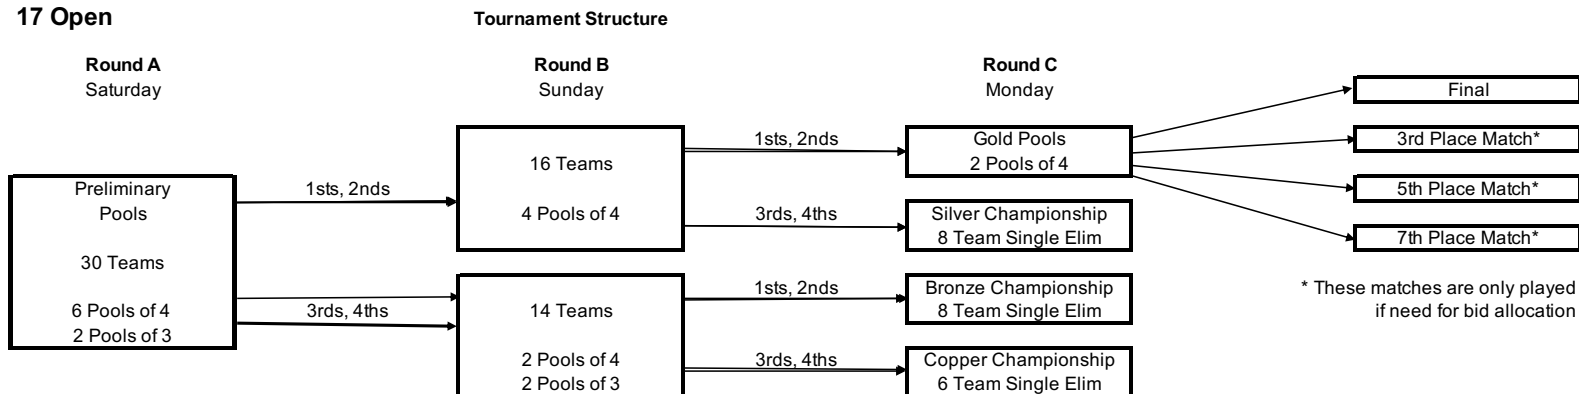 17 Open
Tournament Structure
Round A
Saturday
Round B
Sunday
Round C
Monday
Preliminary
Pools
30 Teams
6 Pools of 4
2 Pools of 3
1sts, 2nds
3rds, 4ths
16 Teams
4 Pools of 4
14 Teams
2 Pools of 4
2 Pools of 3
1sts, 2nds
3rds, 4ths
1sts, 2nds
3rds, 4ths
Gold Pools
2 Pools of 4
Silver Championship
8 Team Single Elim
Bronze Championship
8 Team Single Elim
Copper Championship
6 Team Single Elim
Final
3rd Place Match*
5th Place Match*
7th Place Match*
* These matches are only played
if need for bid allocation